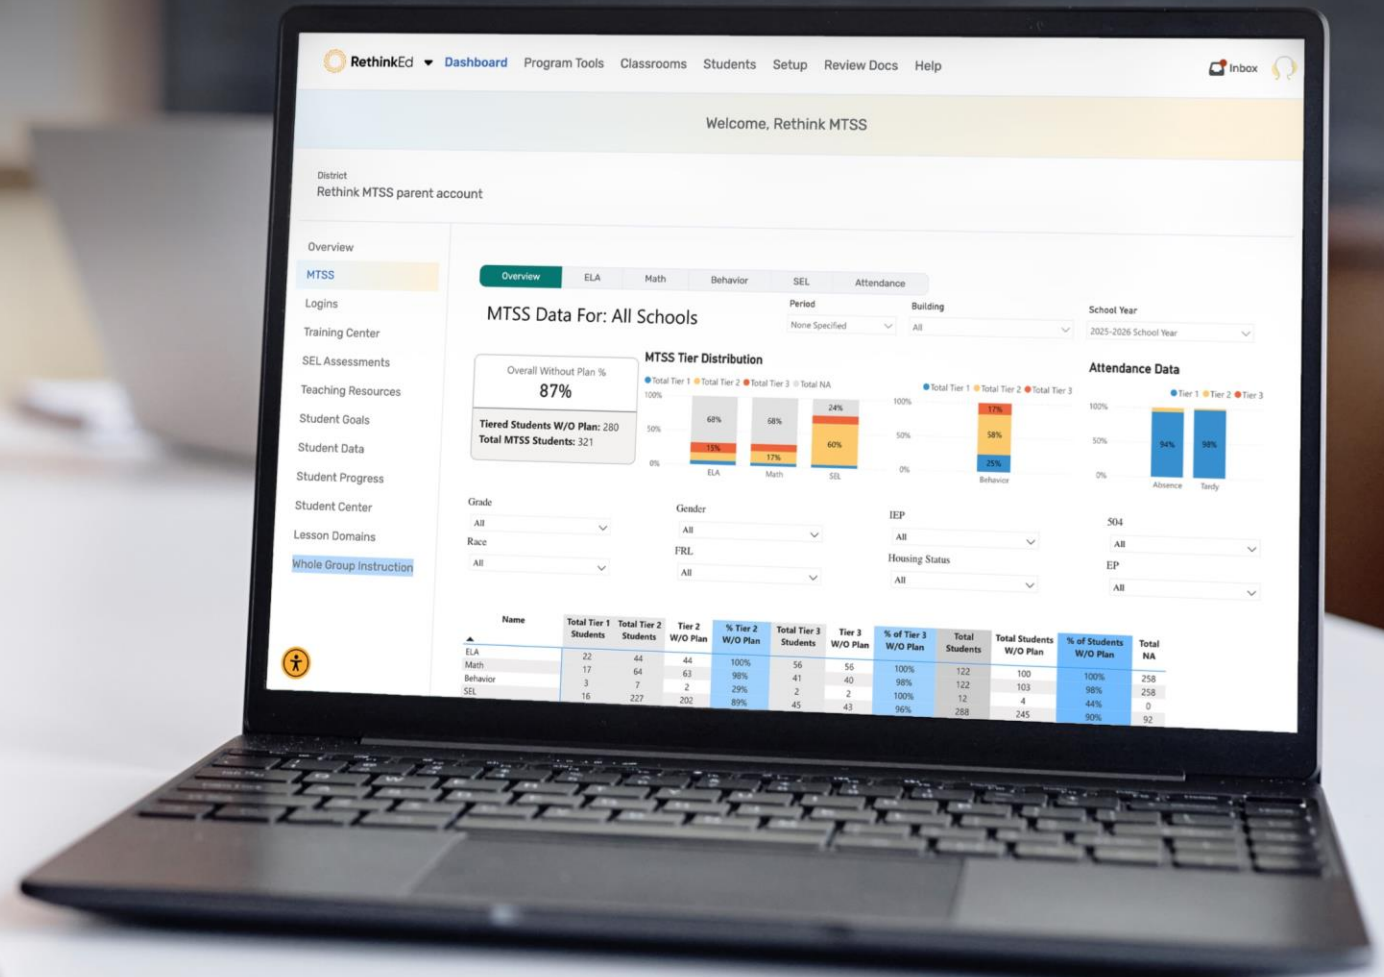 RethinkEd Dashboard Program Tools Classrooms Students Setup Review Docs Help Inbox
Welcome, Rethink MTSS
District
Rethink MTSS parent account
Overview
MTSS
Logins
Training Center
SEL Assessments
Teaching Resources
Student Goals
Student Data
Student Progress
Student Center
Lesson Domains
Whole Group Instruction
Overview ELA Math Behavior SEL Attendance
MTSS Data For: All Schools
Period
None Specified
Building
All
School Year
2025-2026 School Year
Overall Without Plan %
87%
Tiered Students W/O Plan: 280
Total MTSS Students: 321
MTSS Tier Distribution
Total Tier 1 Total Tier 2 Total Tier 3 Total NA
100%
50%
0%
68% 68% 24%
15% 17% 60%
ELA Math SEL
Total Tier 1 Total Tier 2 Total Tier 3
100%
50%
0%
17%
58%
25%
Behavior
Attendance Data
Tier 1 Tier 2 Tier 3
100%
50%
0%
94% 98%
Absence Tardy
Grade
All
Gender
All
IEP
All
504
All
Race
All
FRL
All
Housing Status
All
EP
All
Name Total Tier 1 Students Total Tier 2 Students Tier 2 W/O Plan % Tier 2 W/O Plan Total Tier 3 Students Tier 3 W/O Plan % of Tier 3 W/O Plan Total Students Total Students W/O Plan % of Students W/O Plan Total NA
ELA 22 44 44 100% 56 56 100% 122 100 100% 258
Math 17 64 63 98% 41 40 98% 122 103 98% 258
Behavior 3 7 2 29% 2 2 100% 12 4 44% 0
SEL 16 227 202 89% 45 43 96% 288 245 90% 92